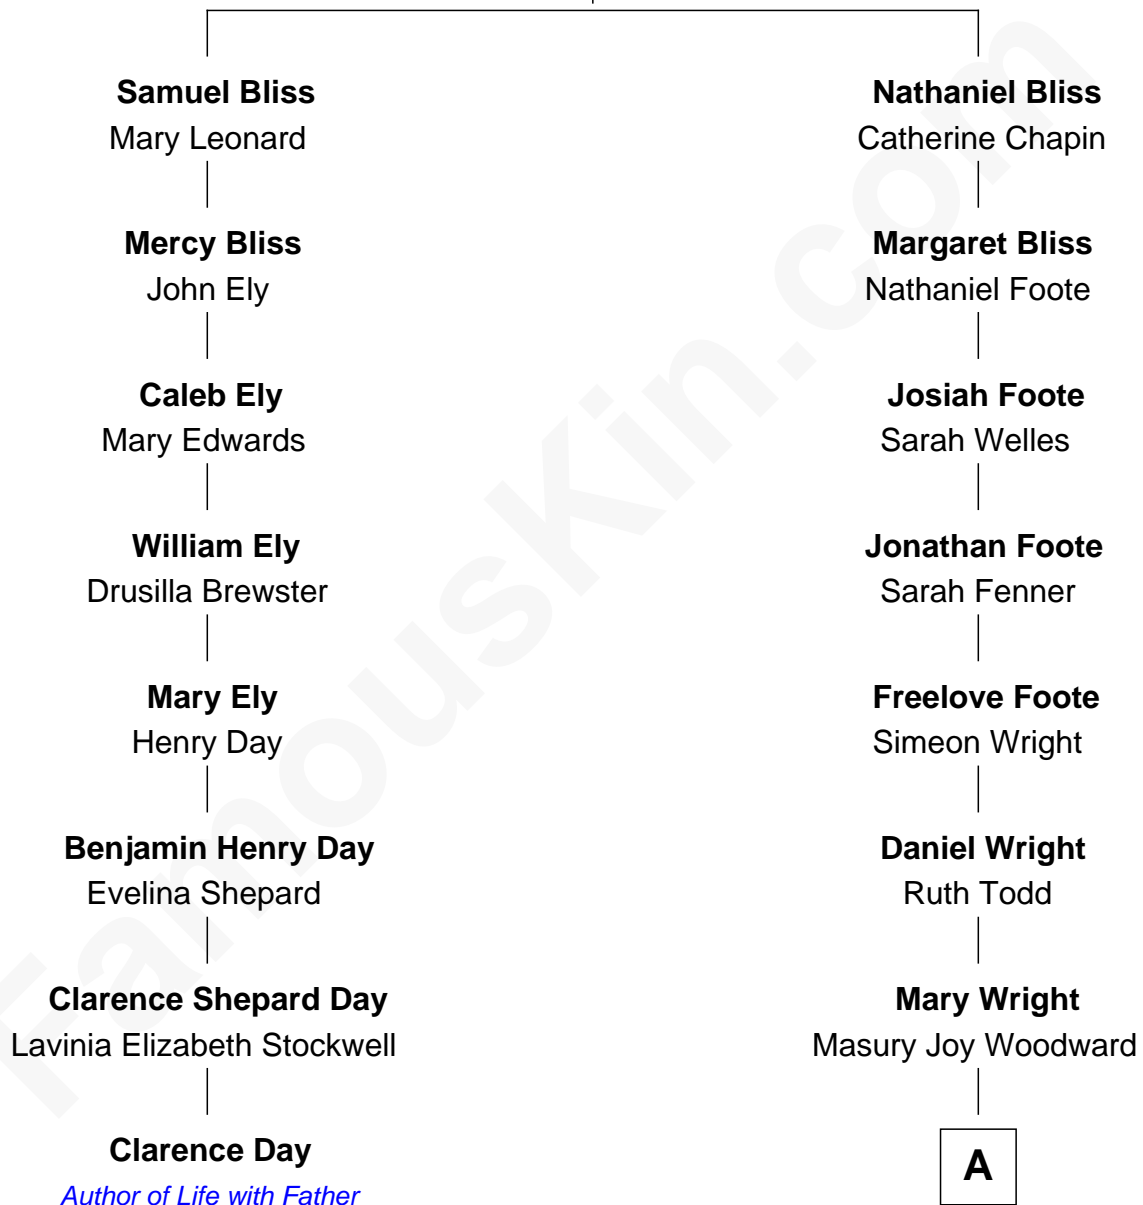 Samuel Bliss
Mary Leonard
Nathaniel Bliss
Catherine Chapin
Mercy Bliss
John Ely
Margaret Bliss
Nathaniel Foote
Caleb Ely
Mary Edwards
Josiah Foote
Sarah Welles
William Ely
Drusilla Brewster
Jonathan Foote
Sarah Fenner
Mary Ely
Henry Day
Freelove Foote
Simeon Wright
Benjamin Henry Day
Evelina Shepard
Daniel Wright
Ruth Todd
Clarence Shepard Day
Lavinia Elizabeth Stockwell
Mary Wright
Masury Joy Woodward
Clarence Day
Author of Life with Father
A
FamousKin.com